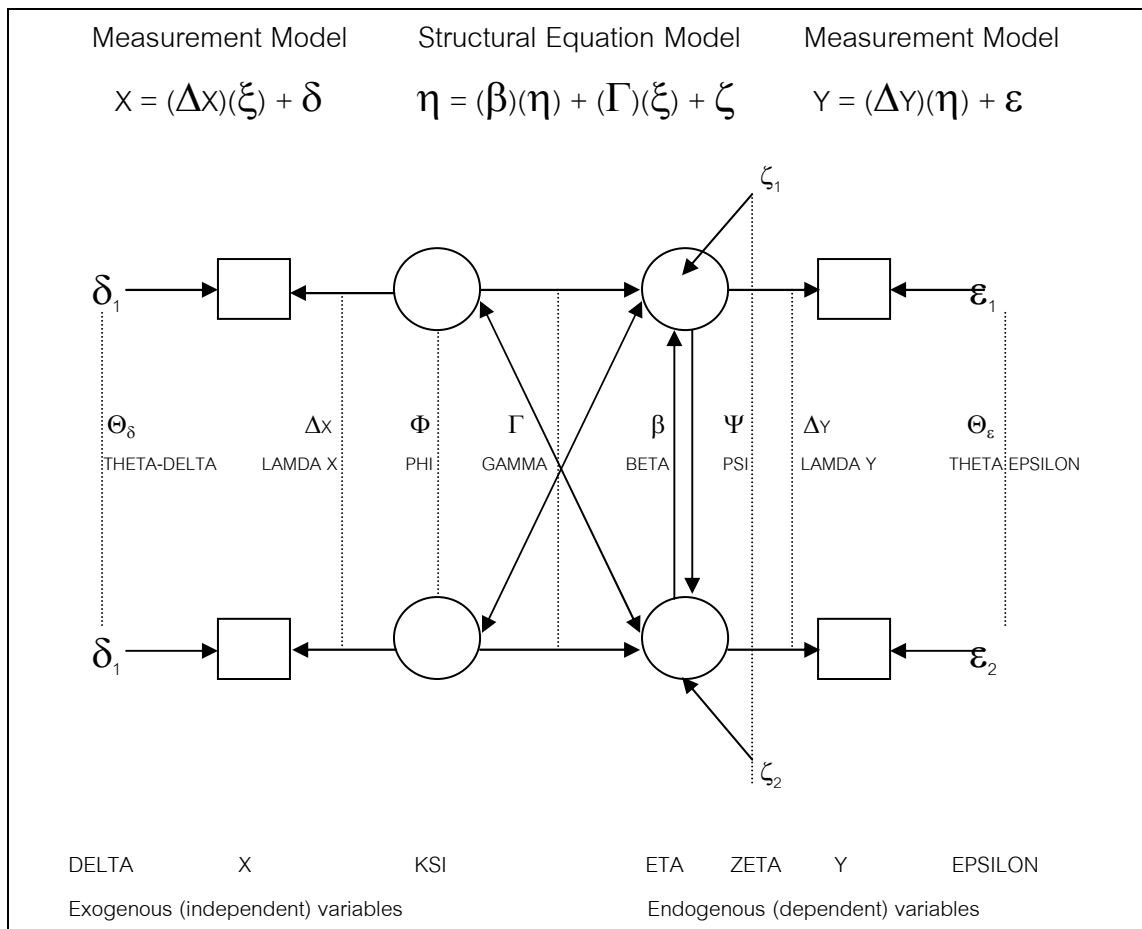 Measurement Model Structural Equation Model Measurement Model
X = (ΔX)(ξ) + δ η = (β)(η) + (Γ)(ξ) + ζ Y = (ΔY)(η) + ε
ζ1
δ1 ε1
Θδ ΔX Φ Γ β Ψ ΔY Θε
THETA-DELTA LAMDA X PHI GAMMA BETA PSI LAMDA Y THETA EPSILON
δ1 ε2
ζ2
DELTA X KSI ETA ZETA Y EPSILON
Exogenous (independent) variables Endogenous (dependent) variables